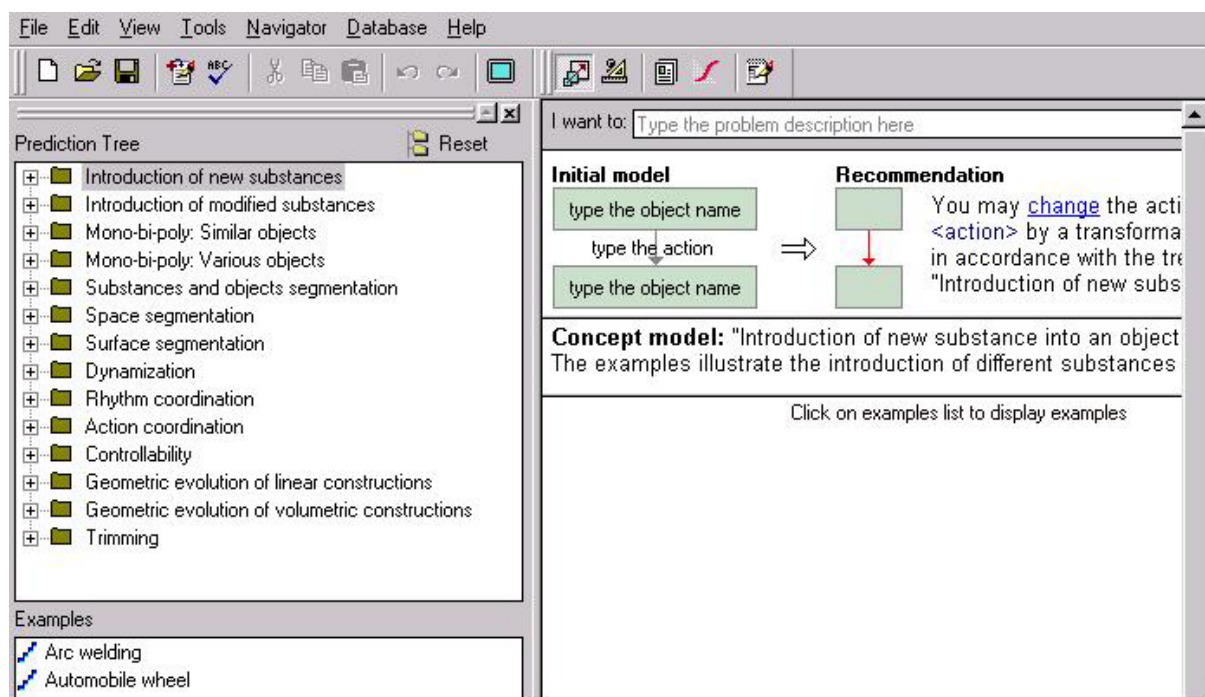 File Edit View Tools Navigator Database Help
ABC
Prediction Tree Reset
Introduction of new substances
Introduction of modified substances
Mono-bi-poly: Similar objects
Mono-bi-poly: Various objects
Substances and objects segmentation
Space segmentation
Surface segmentation
Dynamization
Rhythm coordination
Action coordination
Controllability
Geometric evolution of linear constructions
Geometric evolution of volumetric constructions
Trimming
Examples
Arc welding
Automobile wheel
I want to: Type the problem description here
Initial model
type the object name
type the action
type the object name
Recommendation
You may change the acti
<action> by a transforma
in accordance with the tre
"Introduction of new subs
Concept model: "Introduction of new substance into an object
The examples illustrate the introduction of different substances
Click on examples list to display examples